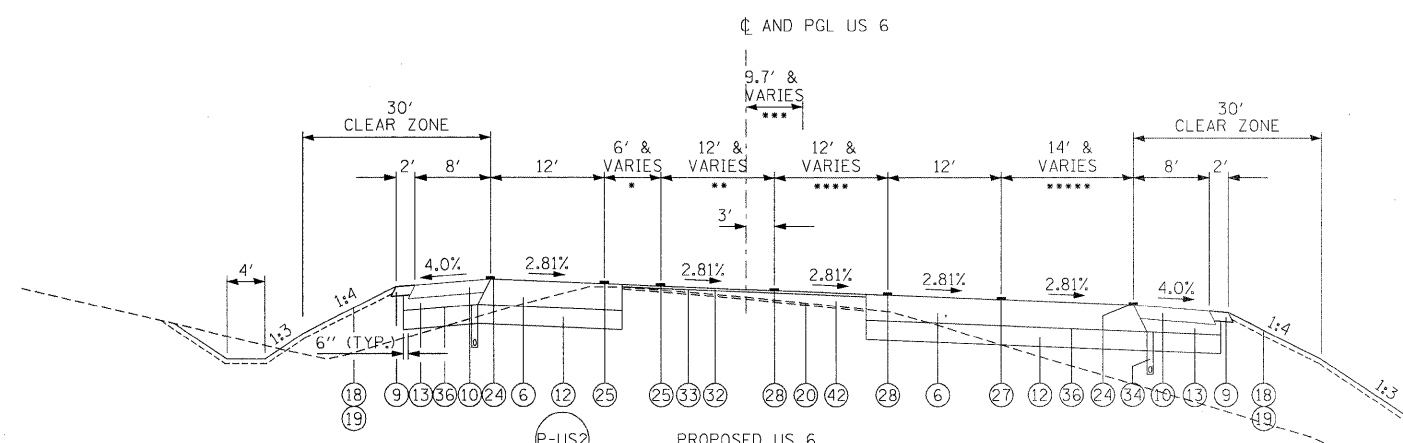 ℄ AND PGL US 6
9.7' &
VARIES
***
30'
CLEAR ZONE
30'
CLEAR ZONE
6' &
VARIES
*
12' &
VARIES
**
12' &
VARIES
****
14' &
VARIES
*****
2'
8'
12'
12'
8'
2'
3'
4'
4.0%
2.81%
2.81%
2.81%
2.81%
2.81%
4.0%
1:4
1:3
1:4
1:3
6" (TYP.)
18 9 13 36 10 24 6 12 25 25 33 32 28 20 42 28 6 27 12 36 24 34 10 13 9 18
19 19
P-US2
PROPOSED US 6